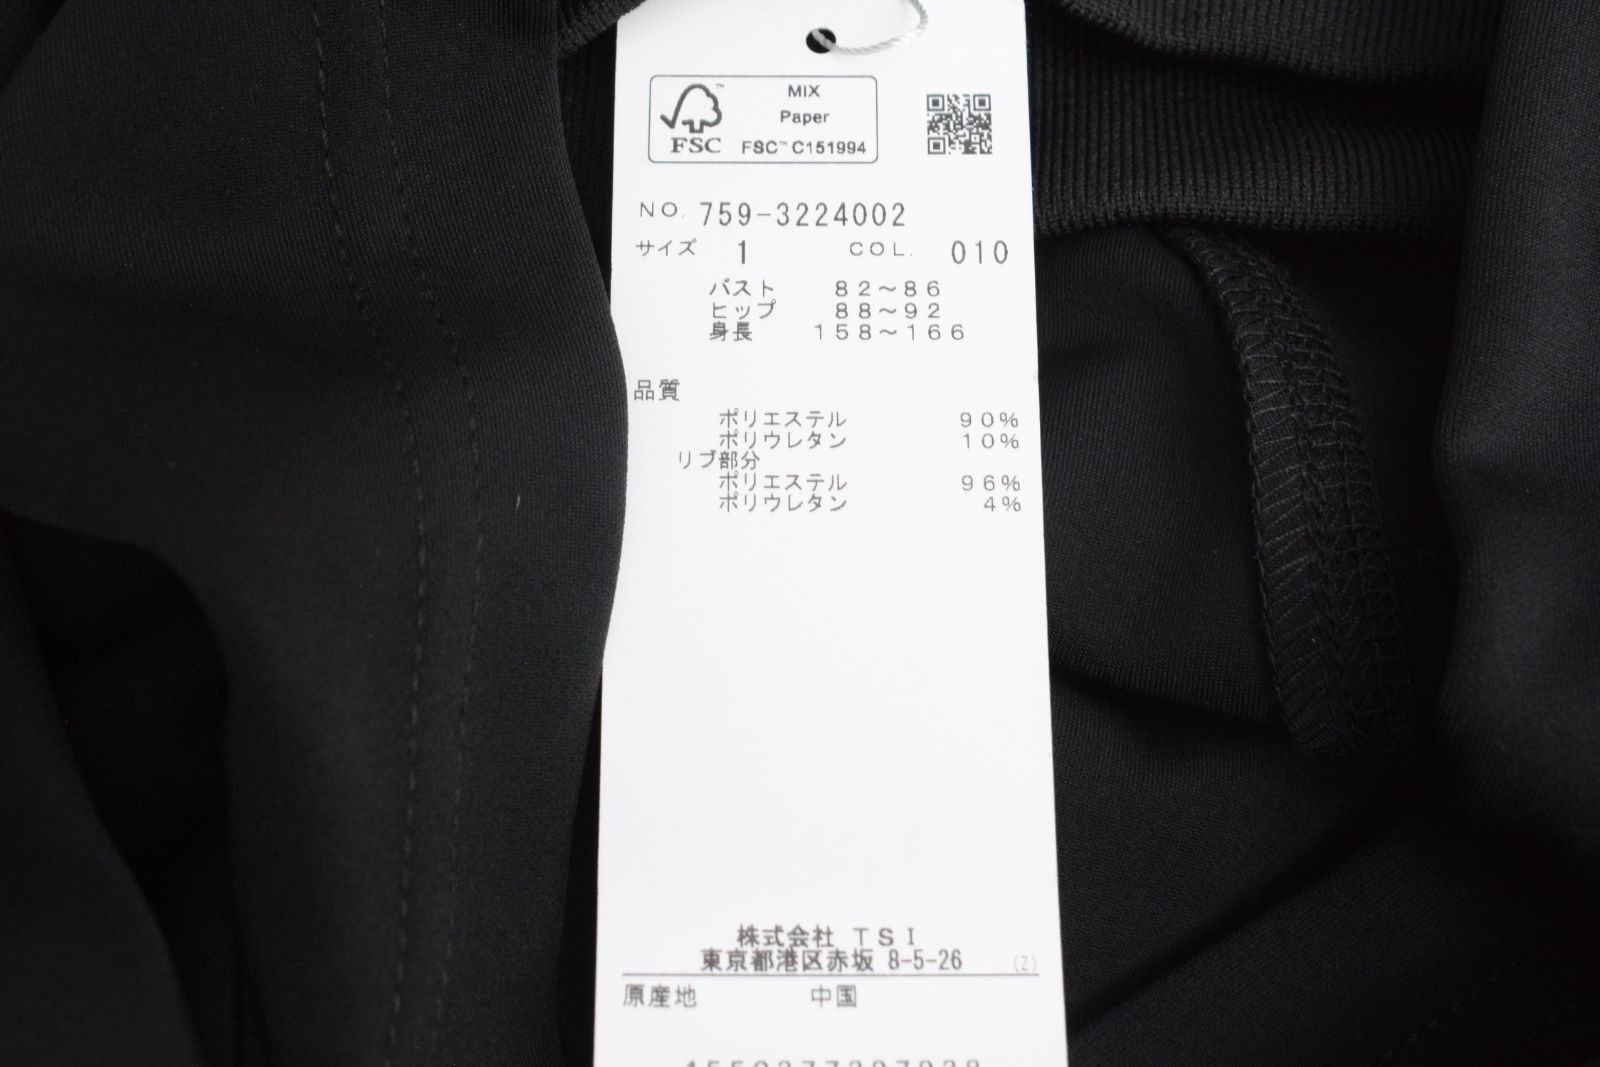 MIX
Paper
FSC™ FSC™ C151994
NO. 759-3224002
サイズ 1 COL. 010
バスト 82～86
ヒップ 88～92
身長 158～166
品質
ポリエステル 90%
ポリウレタン 10%
リブ部分
ポリエステル 96%
ポリウレタン 4%
株式会社 TSI
東京都港区赤坂 8-5-26 (Z)
原産地 中国